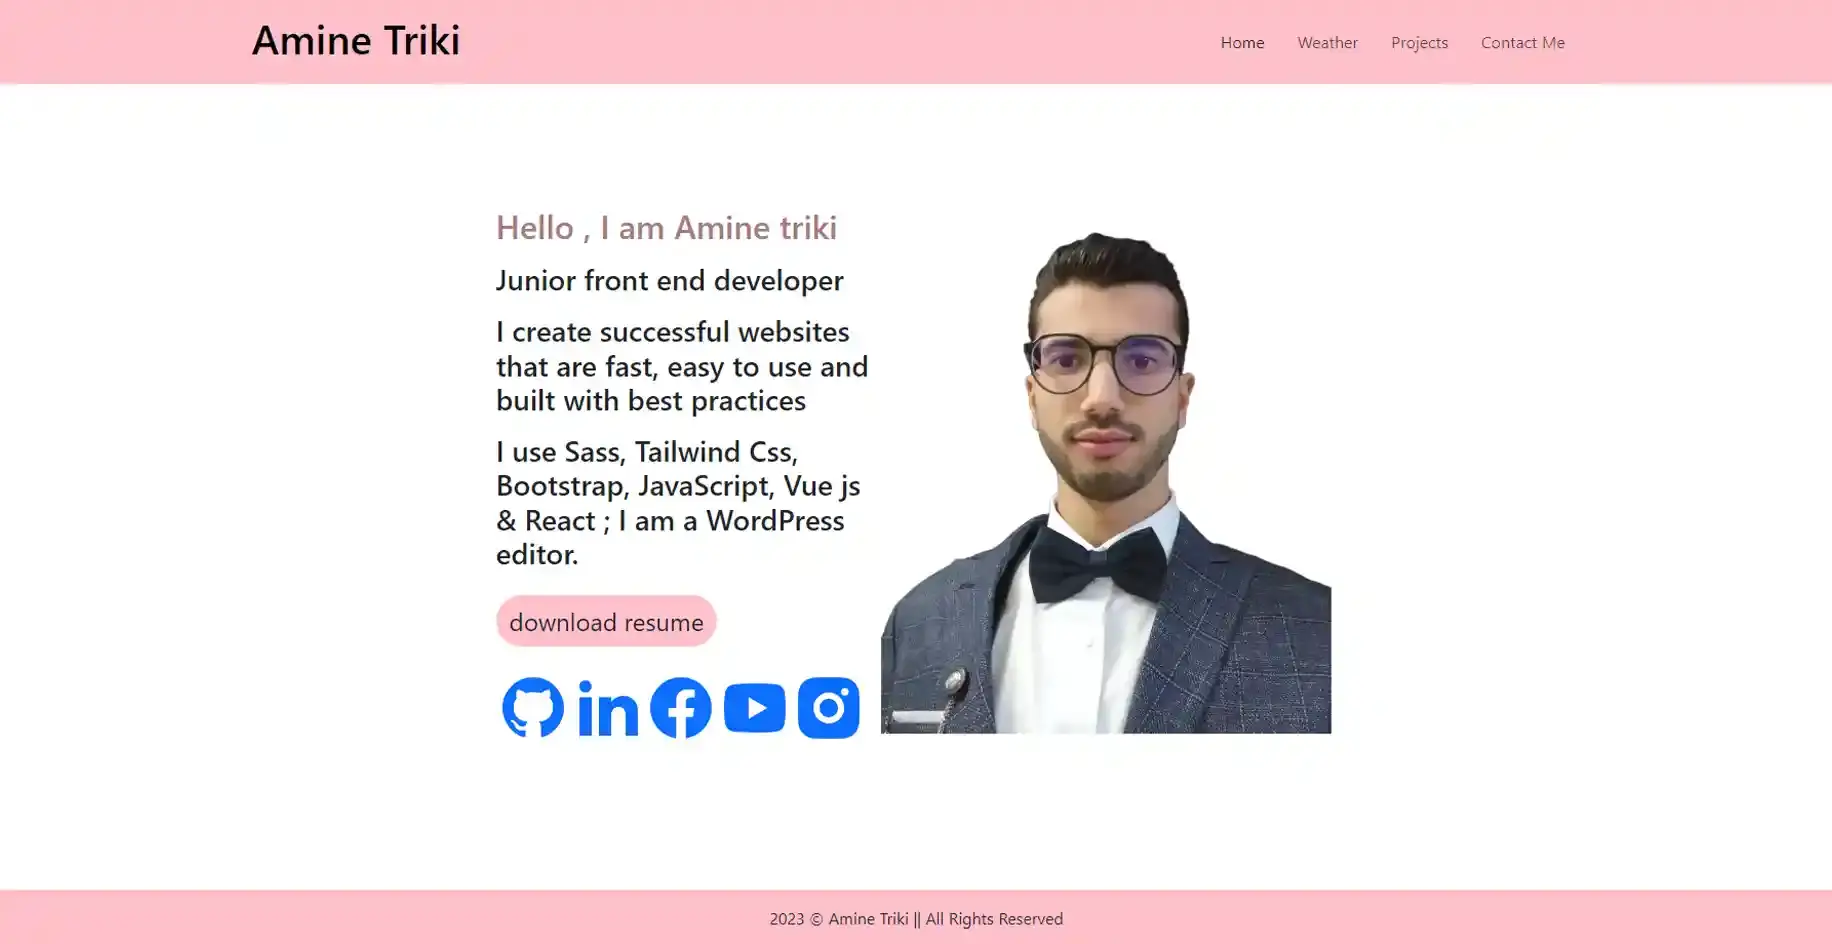 Amine Triki
Home Weather Projects Contact Me
Hello , I am Amine triki
Junior front end developer
I create successful websites
that are fast, easy to use and
built with best practices
I use Sass, Tailwind Css,
Bootstrap, JavaScript, Vue js
& React ; I am a WordPress
editor.
download resume
in
2023 © Amine Triki || All Rights Reserved